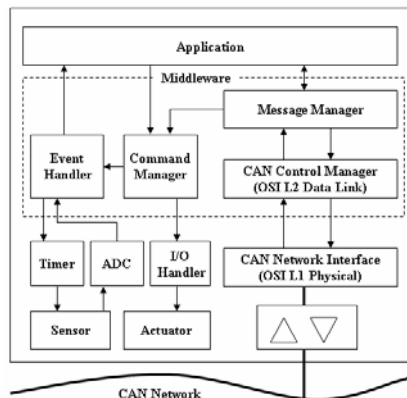 Application
Middleware
Message Manager
Event
Handler
Command
Manager
CAN Control Manager
(OSI L2 Data Link)
Timer
ADC
I/O
Handler
CAN Network Interface
(OSI L1 Physical)
Sensor
Actuator
CAN Network